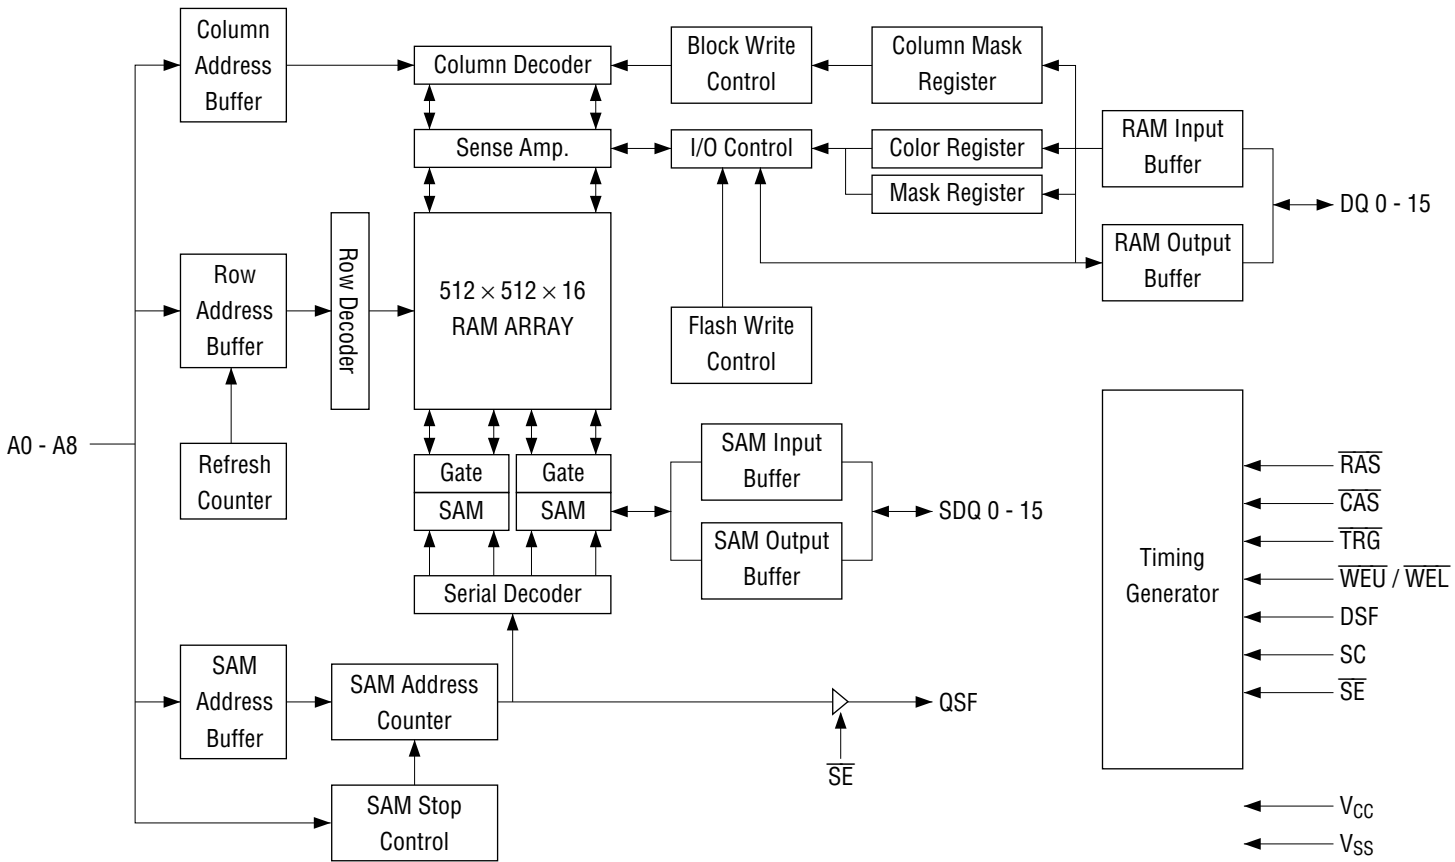 Column
Address
Buffer
Column Decoder
Block Write
Control
Column Mask
Register
Sense Amp.
I/O Control
Color Register
Mask Register
RAM Input
Buffer
DQ 0 - 15
RAM Output
Buffer
Row
Address
Buffer
Row Decoder
512 × 512 × 16
RAM ARRAY
Flash Write
Control
A0 - A8
Refresh
Counter
Gate
SAM
Gate
SAM
SAM Input
Buffer
SAM Output
Buffer
SDQ 0 - 15
Serial Decoder
SAM
Address
Buffer
SAM Address
Counter
QSF
SE
SAM Stop
Control
Timing
Generator
RAS
CAS
TRG
WEU / WEL
DSF
SC
SE
VCC
VSS